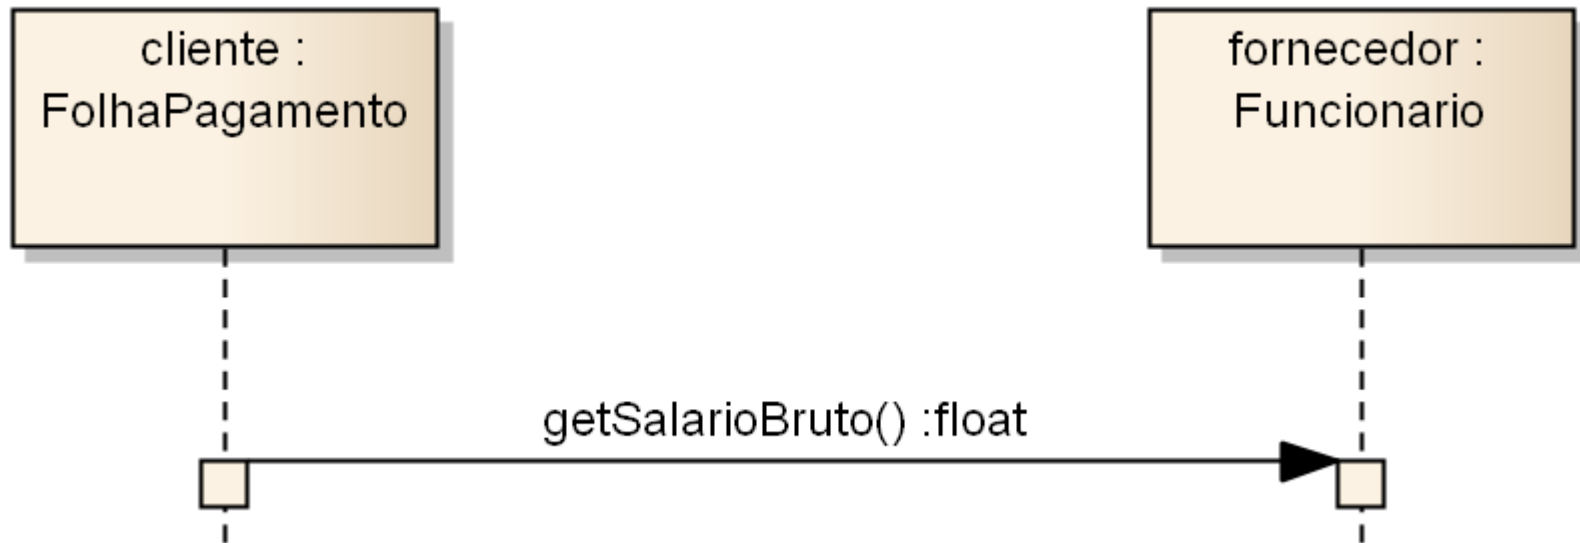 cliente :
FolhaPagamento
fornecedor :
Funcionario
getSalarioBruto() :float